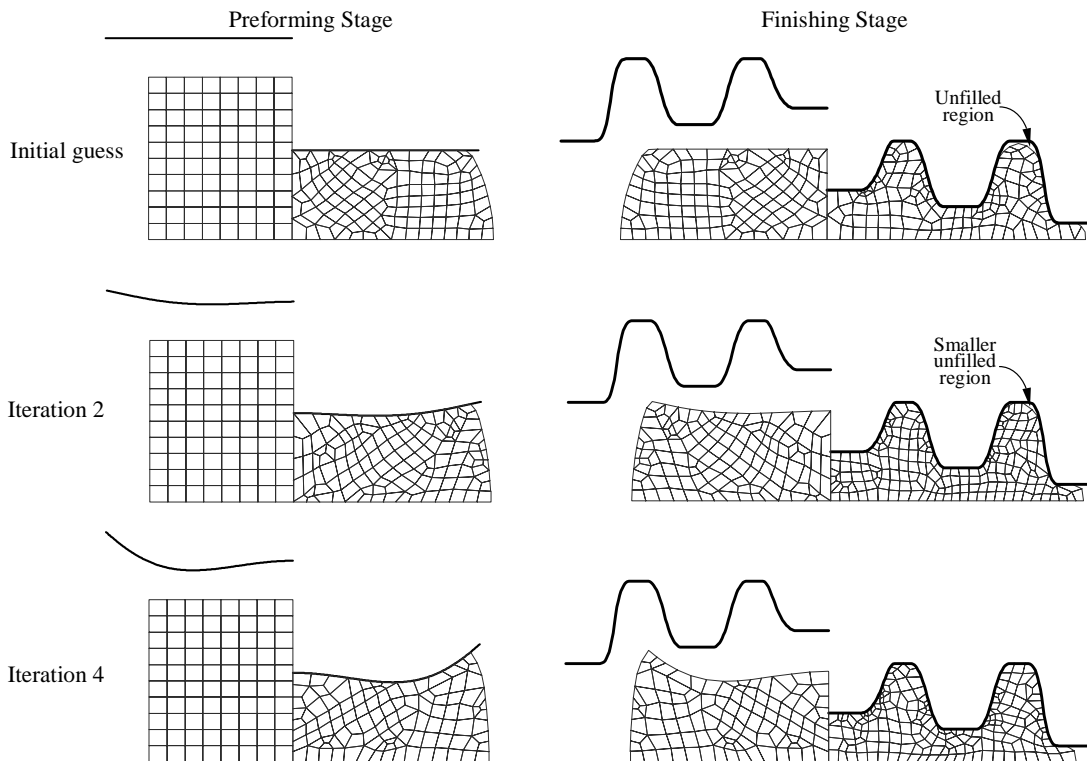 Preforming Stage
Finishing Stage
Initial guess
Unfilled
region
Iteration 2
Smaller
unfilled
region
Iteration 4